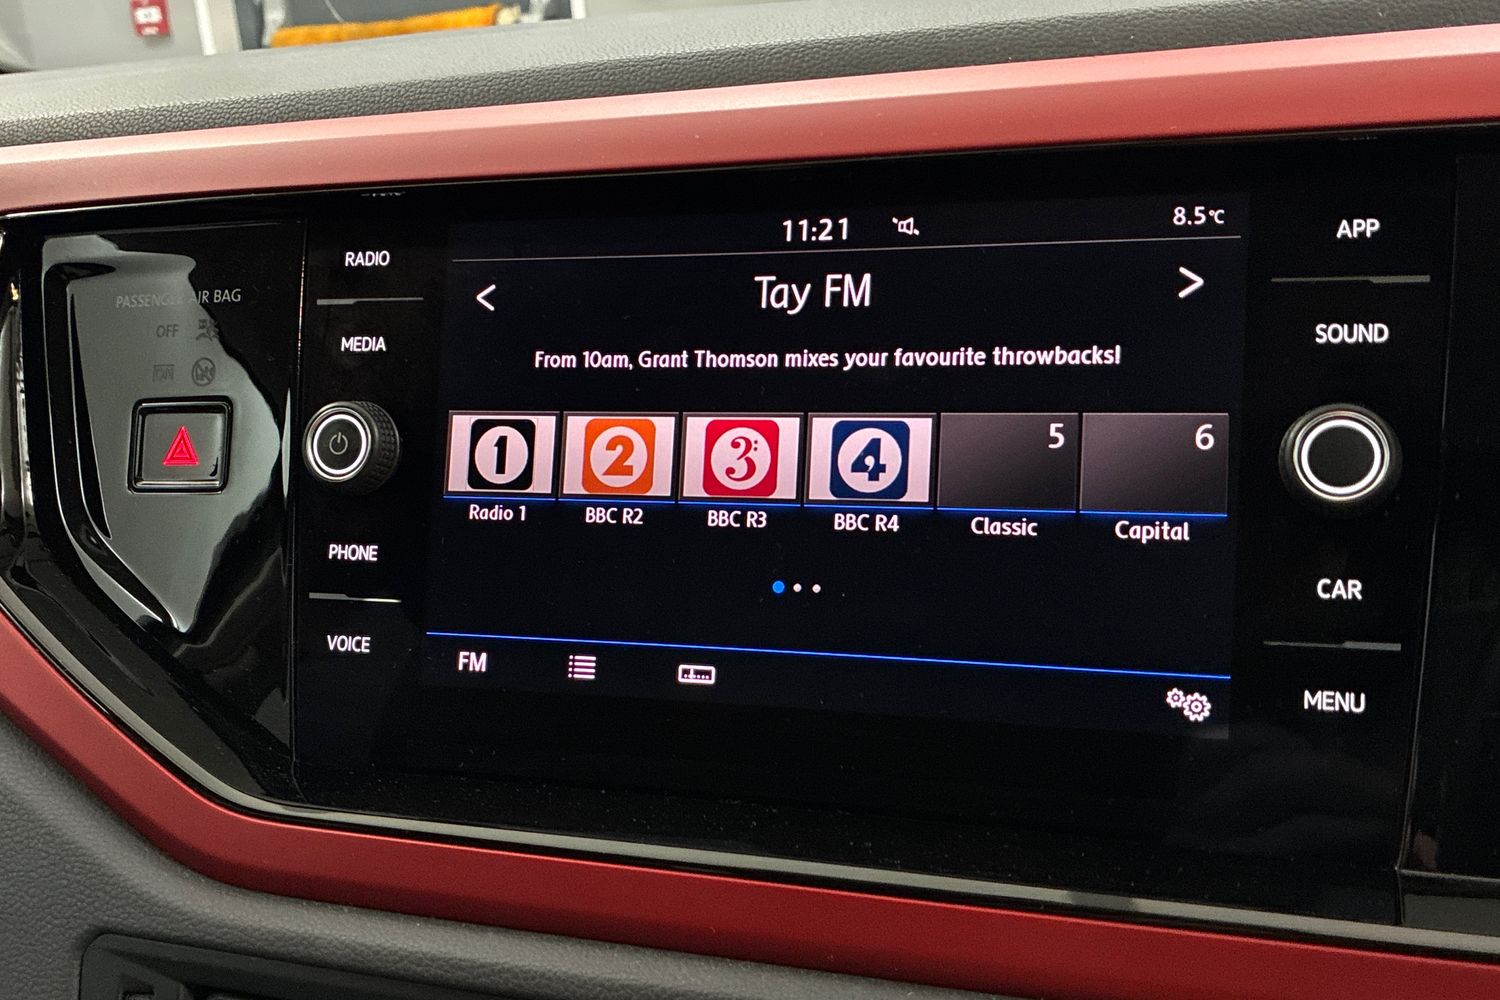 11:21
8.5°C
Tay FM
From 10am, Grant Thomson mixes your favourite throwbacks!
1
2
3
4
5
6
Radio 1
BBC R2
BBC R3
BBC R4
Classic
Capital
FM
RADIO
MEDIA
PHONE
VOICE
APP
SOUND
CAR
MENU
PASSENGER AIR BAG
OFF